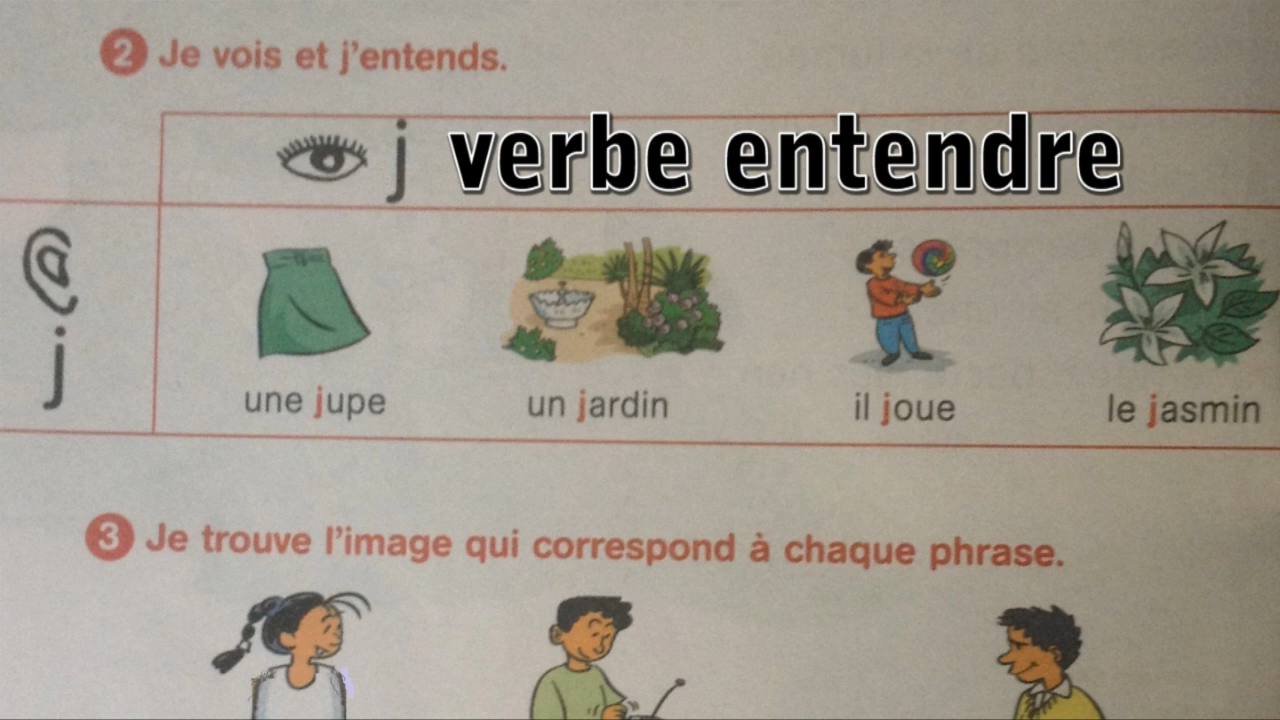 2 Je vois et j'entends.
j verbe entendre
j
une jupe un jardin il joue le jasmin
3 Je trouve l'image qui correspond à chaque phrase.